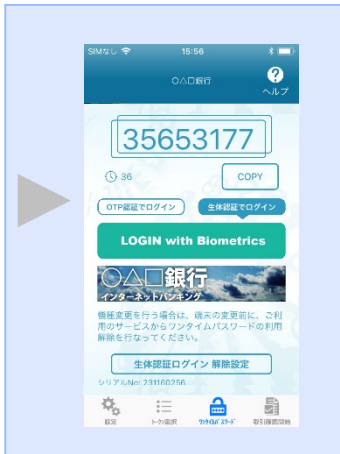 SIMなし 15:56
○△□銀行
ヘルプ
35653177
36 COPY
OTP認証でログイン 生体認証でログイン
LOGIN with Biometrics
○△□銀行
インターネットバンキング
機種変更を行う場合は、端末の変更前に、ご利
用のサービスからワンタイムパスワードの利用
解除を行なってください。
生体認証ログイン 解除設定
シリアルNo: 231160256
設定 トークン選択 ワンタイムパスワード 取引確認開始